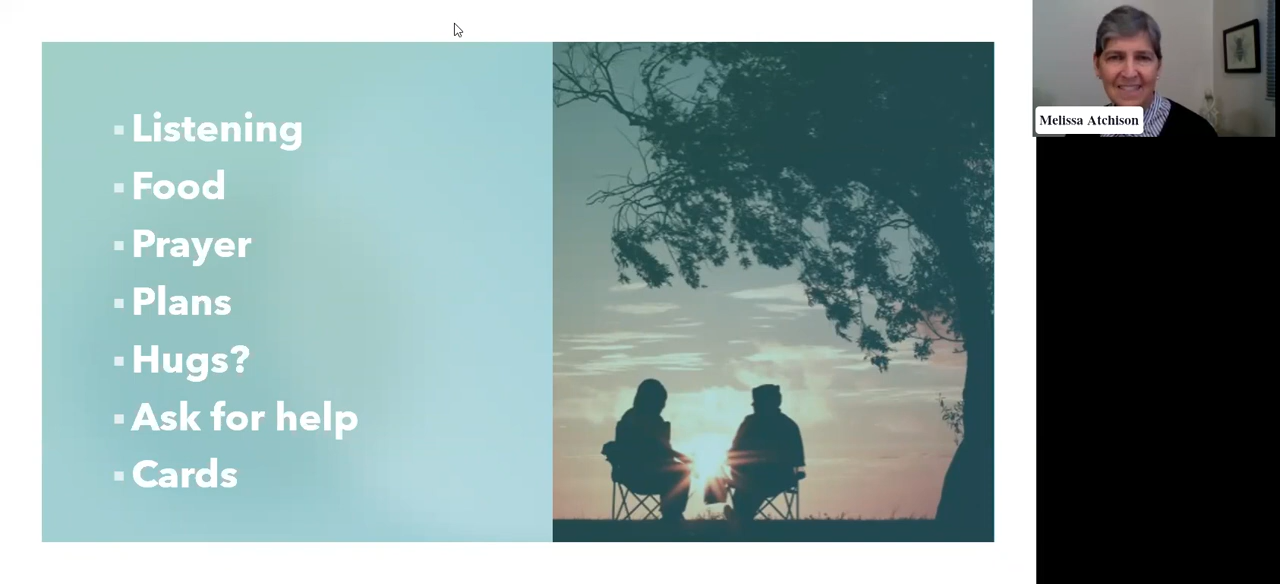 Listening
Food
Prayer
Plans
Hugs?
Ask for help
Cards
Melissa Atchison